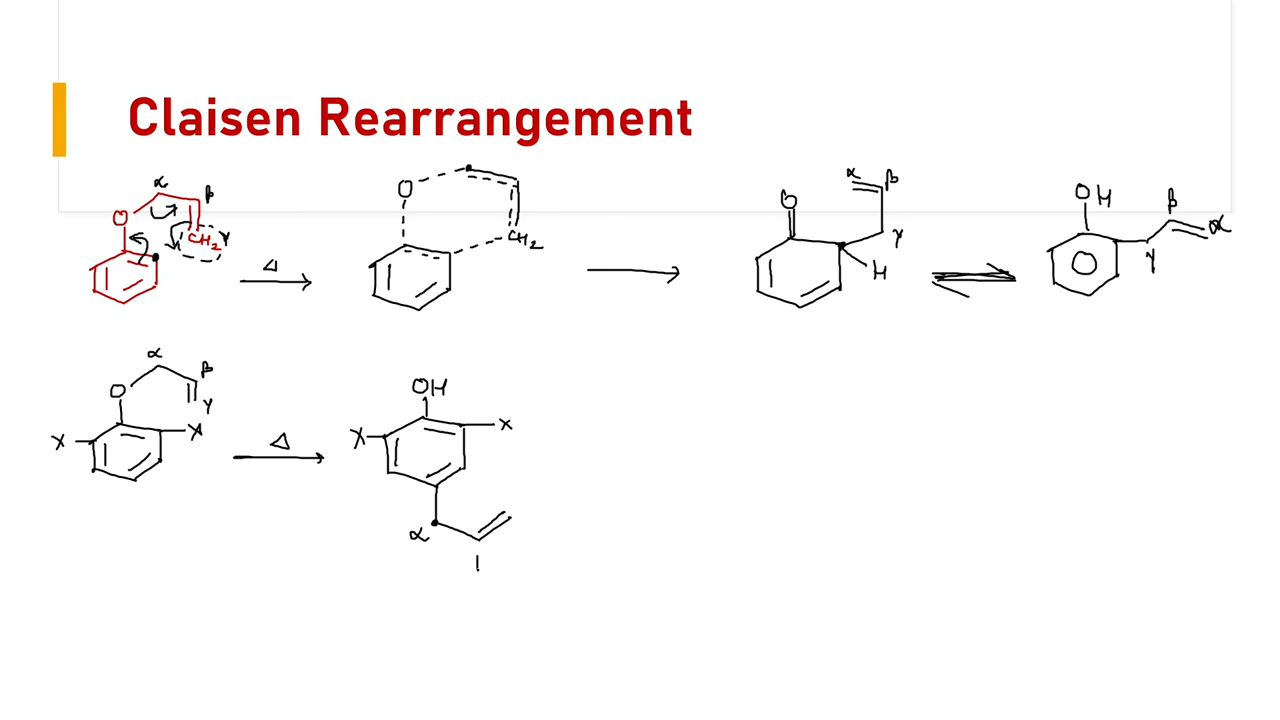 Claisen Rearrangement
O α β CH₂ γ
Δ
O CH₂
O α β γ H
OH β α γ
O α β γ X X
Δ
OH X X α